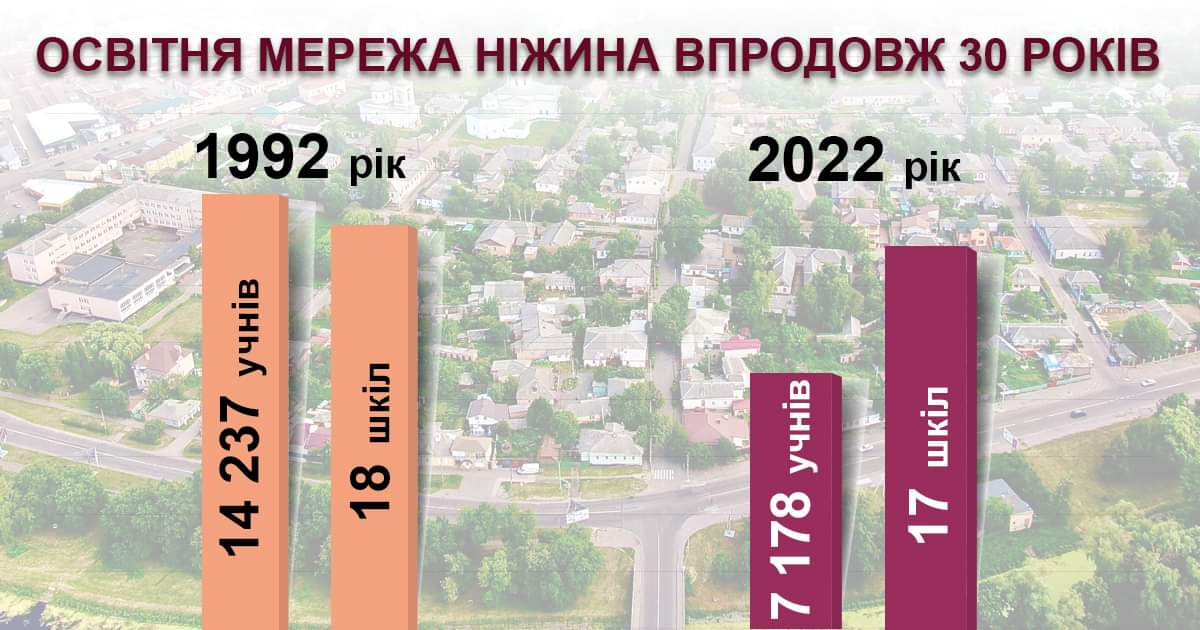 ОСВІТНЯ МЕРЕЖА НІЖИНА ВПРОДОВЖ 30 РОКІВ
1992 рік
14 237 учнів
18 шкіл
2022 рік
7 178 учнів
17 шкіл